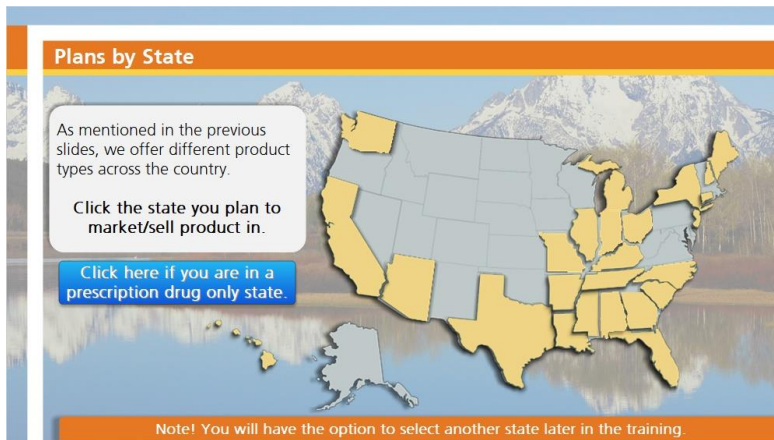 Plans by State
As mentioned in the previous
slides, we offer different product
types across the country.
Click the state you plan to
market/sell product in.
Click here if you are in a
prescription drug only state.
Note! You will have the option to select another state later in the training.